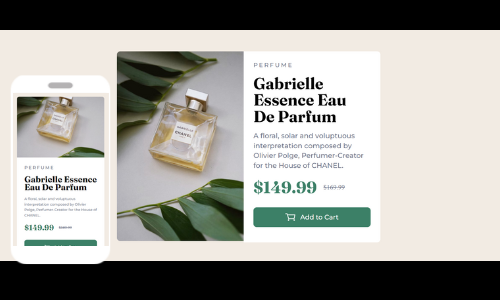 PERFUME
Gabrielle
Essence Eau
De Parfum
A floral, solar and voluptuous
interpretation composed by
Olivier Polge, Perfumer-Creator
for the House of CHANEL.
$149.99 $169.99
Add to Cart
CHANEL
PERFUME
Gabrielle Essence
Eau De Parfum
A floral, solar and voluptuous
interpretation composed by Olivier
Polge, Perfumer-Creator for the House of
CHANEL.
$149.99